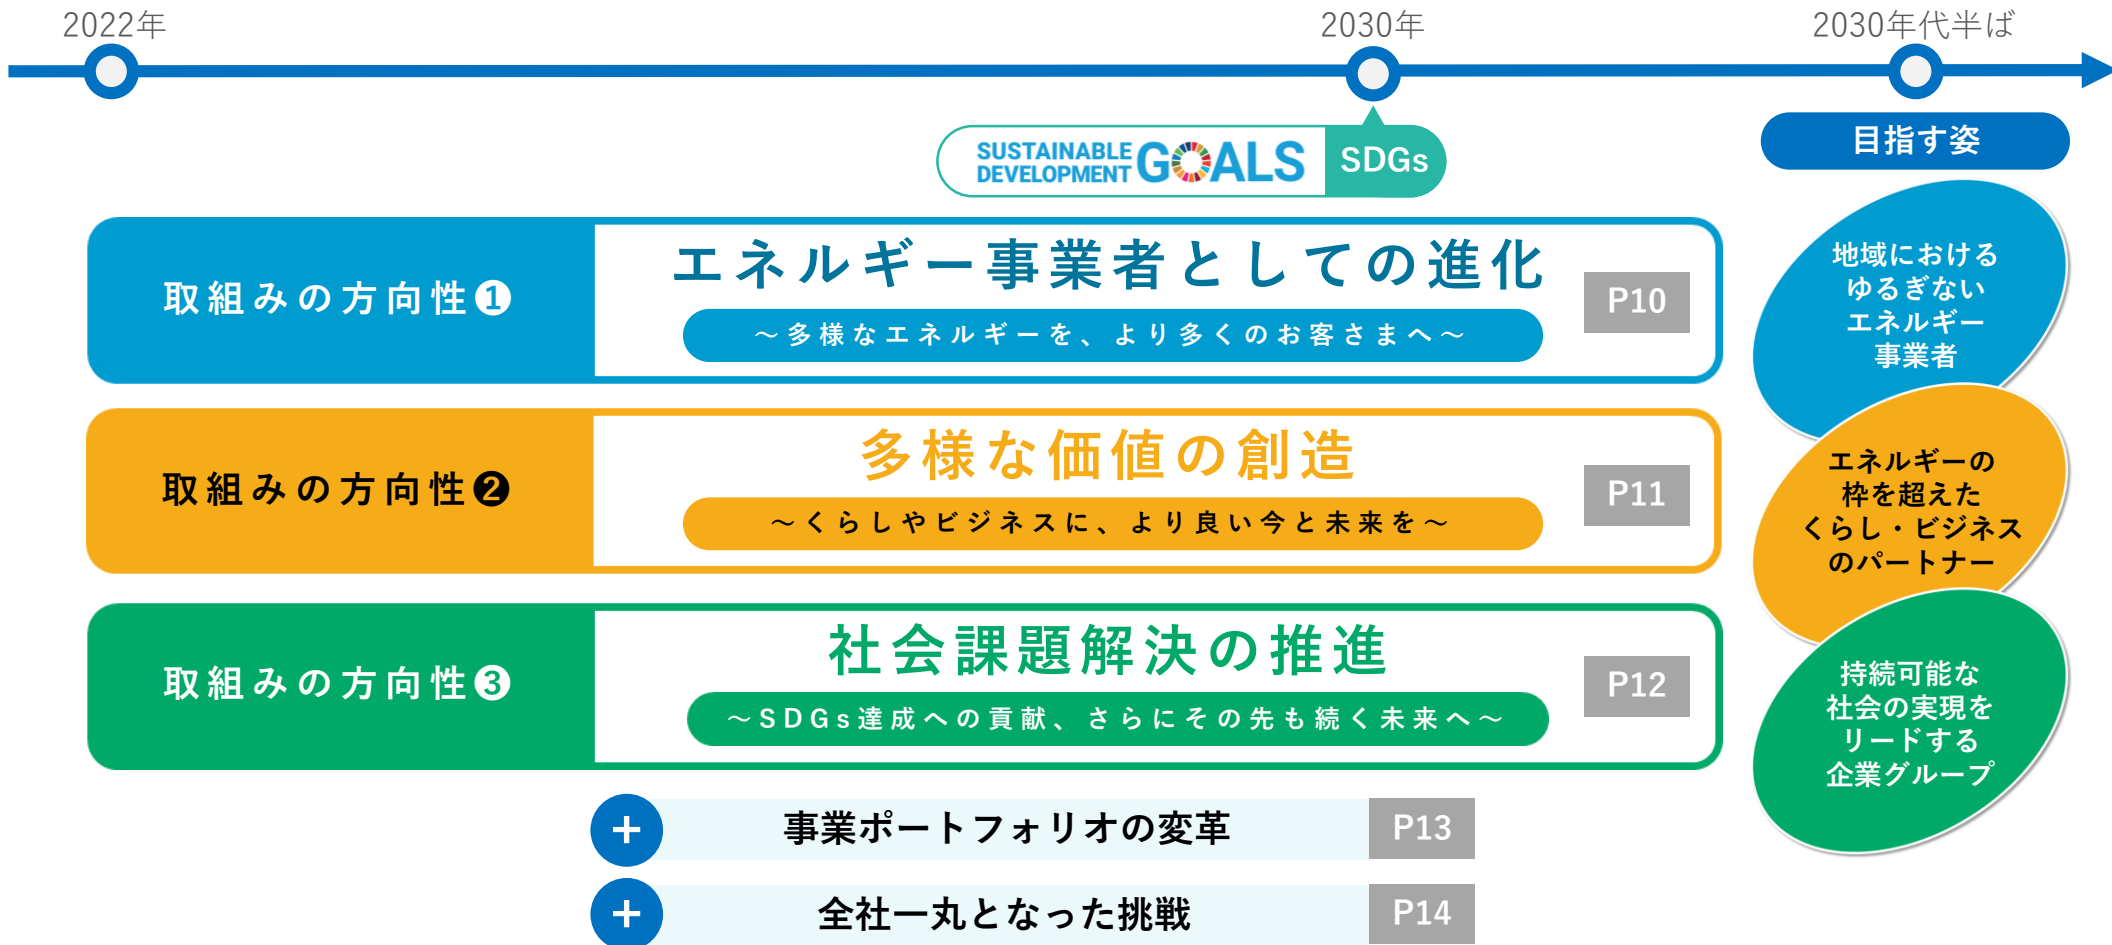 2022年
2030年
2030年代半ば
SUSTAINABLE
DEVELOPMENT
GOALS
SDGs
目指す姿
取組みの方向性❶
エネルギー事業者としての進化
～多様なエネルギーを、より多くのお客さまへ～
P10
地域における
ゆるぎない
エネルギー
事業者
取組みの方向性❷
多様な価値の創造
～くらしやビジネスに、より良い今と未来を～
P11
エネルギーの
枠を超えた
くらし・ビジネス
のパートナー
取組みの方向性❸
社会課題解決の推進
～SDGs達成への貢献、さらにその先も続く未来へ～
P12
持続可能な
社会の実現を
リードする
企業グループ
+
事業ポートフォリオの変革
P13
+
全社一丸となった挑戦
P14